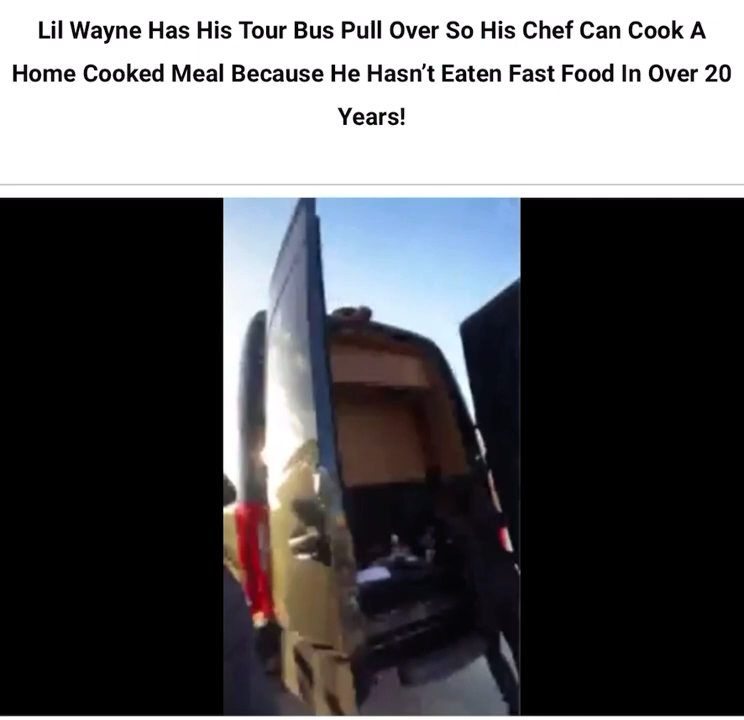 Lil Wayne Has His Tour Bus Pull Over So His Chef Can Cook A
Home Cooked Meal Because He Hasn’t Eaten Fast Food In Over 20
Years!